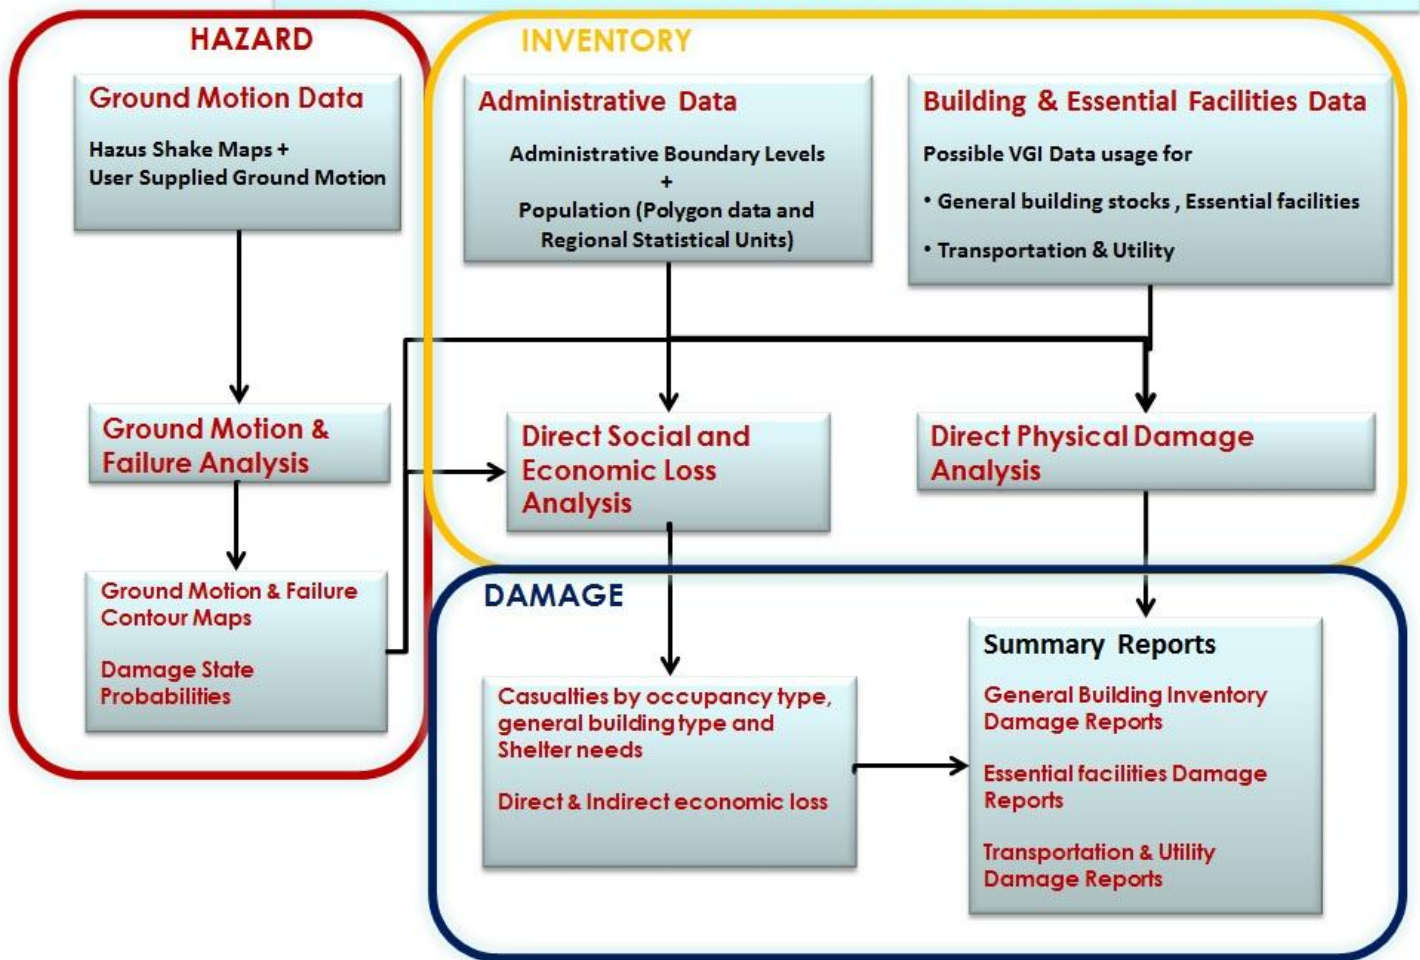 HAZARD
Ground Motion Data
Hazus Shake Maps +
User Supplied Ground Motion
Ground Motion &
Failure Analysis
Ground Motion & Failure
Contour Maps
Damage State
Probabilities
INVENTORY
Administrative Data
Administrative Boundary Levels
+
Population (Polygon data and
Regional Statistical Units)
Building & Essential Facilities Data
Possible VGI Data usage for
• General building stocks , Essential facilities
• Transportation & Utility
Direct Social and
Economic Loss
Analysis
Direct Physical Damage
Analysis
DAMAGE
Casualties by occupancy type,
general building type and
Shelter needs
Direct & Indirect economic loss
Summary Reports
General Building Inventory
Damage Reports
Essential facilities Damage
Reports
Transportation & Utility
Damage Reports